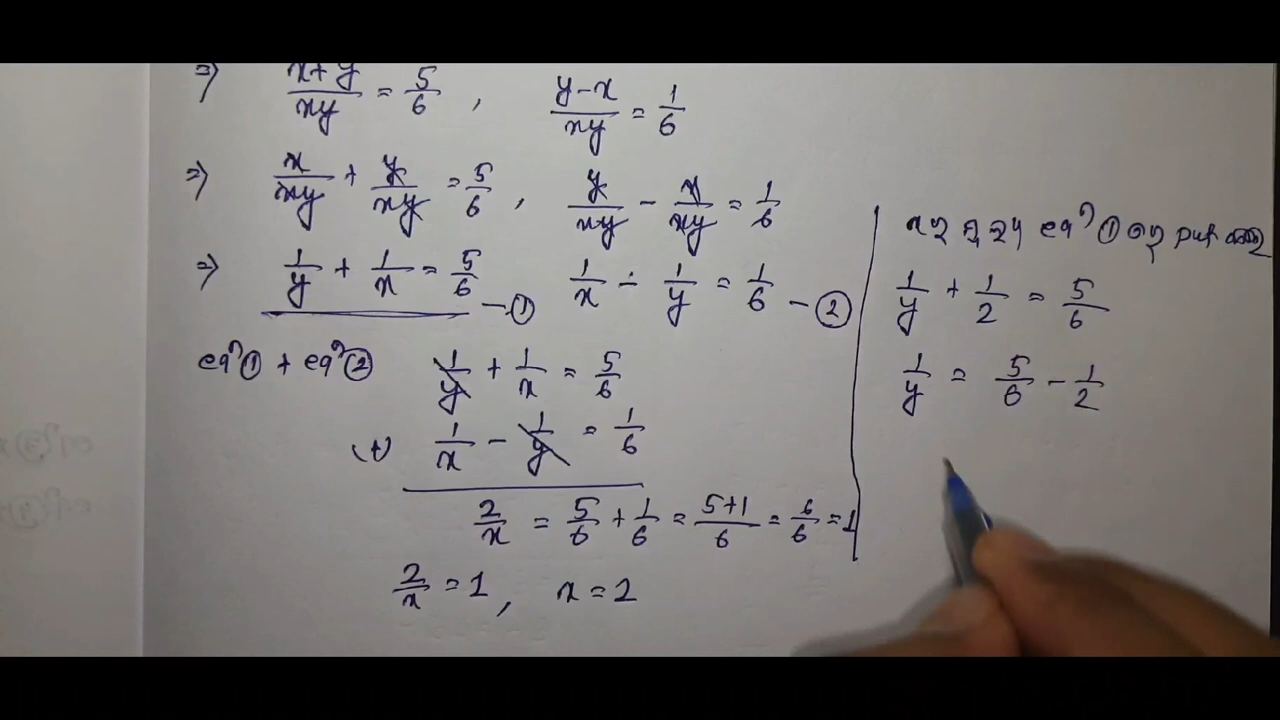 ⇒ x+y/xy = 5/6 , y−x/xy = 1/6
⇒ x/xy + y/xy = 5/6 , y/xy − x/xy = 1/6
⇒ 1/y + 1/x = 5/6 —① 1/x − 1/y = 1/6 —②
eqⁿ① + eqⁿ② 1/y + 1/x = 5/6
(+) 1/x − 1/y = 1/6
2/x = 5/6 + 1/6 = 5+1/6 = 6/6 = 1
2/x = 1 , x = 2
eqⁿ ① put
1/y + 1/2 = 5/6
1/y = 5/6 − 1/2